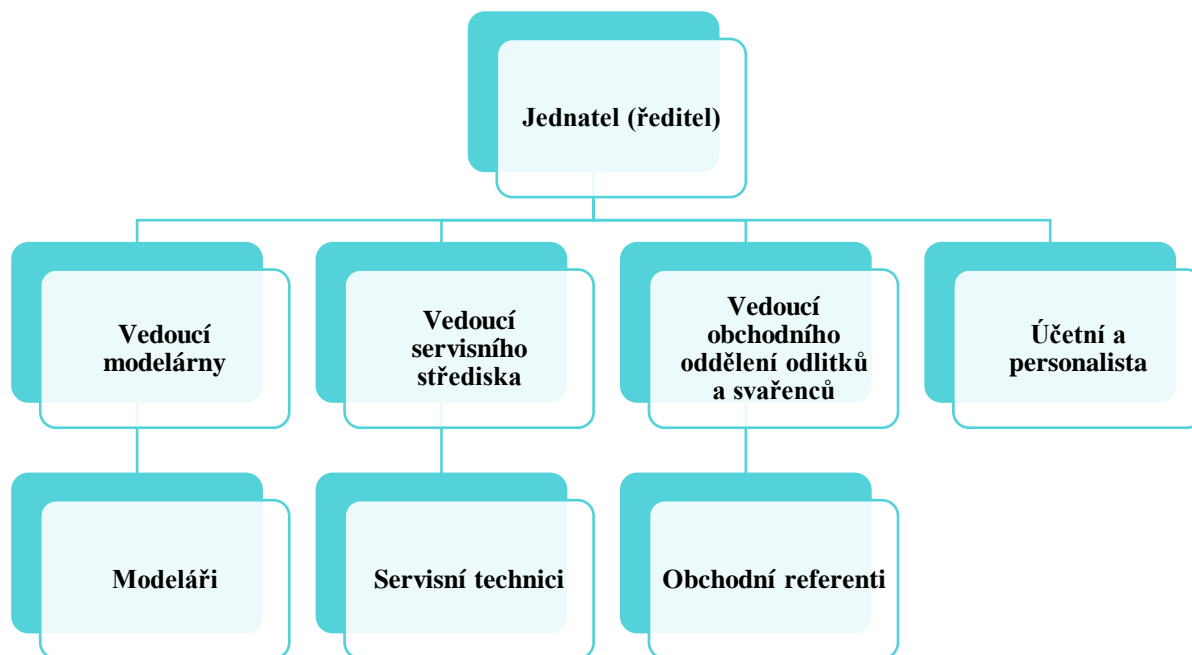 Jednatel (ředitel)
Vedoucí
modelárny
Vedoucí
servisního
střediska
Vedoucí
obchodního
oddělení odlitků
a svařenců
Účetní a
personalista
Modeláři
Servisní technici
Obchodní referenti